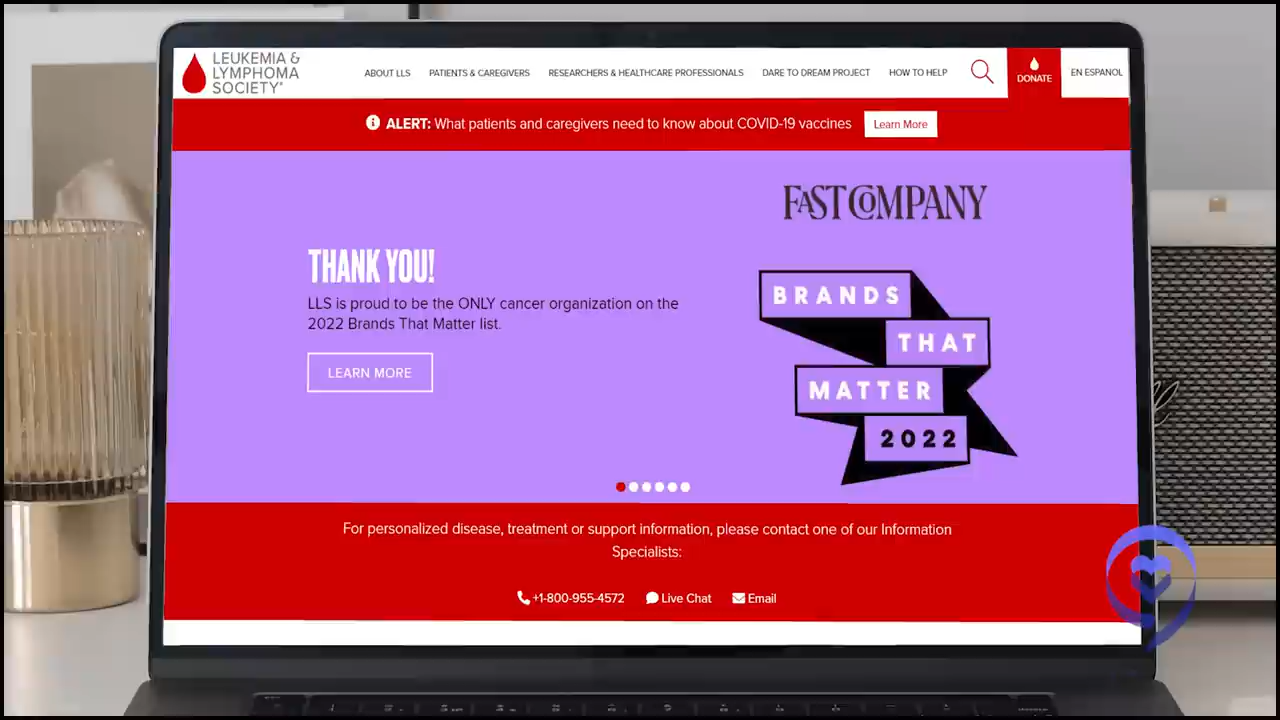 LEUKEMIA &
LYMPHOMA
SOCIETY®
ABOUT LLS
PATIENTS & CAREGIVERS
RESEARCHERS & HEALTHCARE PROFESSIONALS
DARE TO DREAM PROJECT
HOW TO HELP
DONATE
EN ESPANOL
ALERT: What patients and caregivers need to know about COVID-19 vaccines
Learn More
FAST COMPANY
THANK YOU!
LLS is proud to be the ONLY cancer organization on the
2022 Brands That Matter list.
LEARN MORE
BRANDS
THAT
MATTER
2022
For personalized disease, treatment or support information, please contact one of our Information
Specialists:
+1-800-955-4572
Live Chat
Email